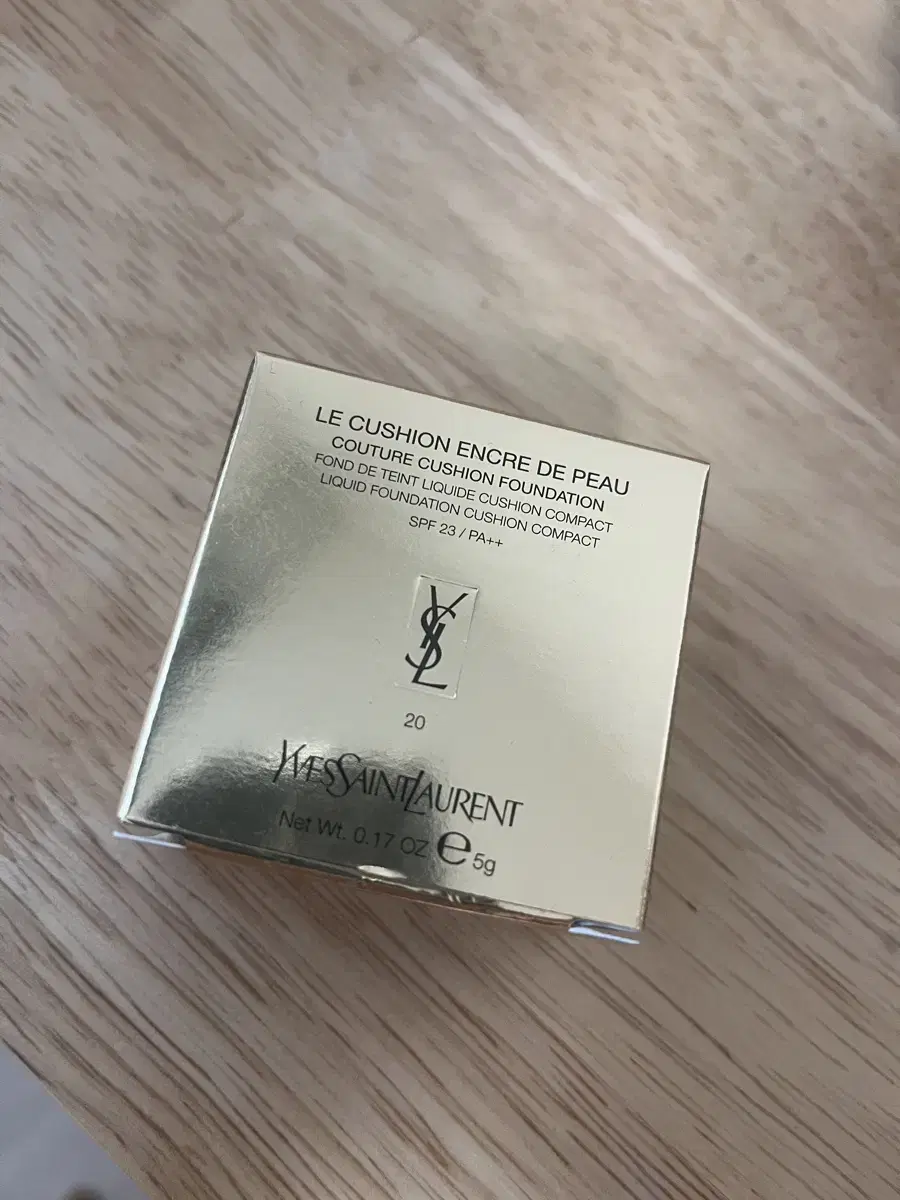 LE CUSHION ENCRE DE PEAU
COUTURE CUSHION FOUNDATION
FOND DE TEINT LIQUIDE CUSHION COMPACT
LIQUID FOUNDATION CUSHION COMPACT
SPF 23 / PA++
YSL
20
YVESSAINTLAURENT
Net Wt. 0.17 OZ e 5g